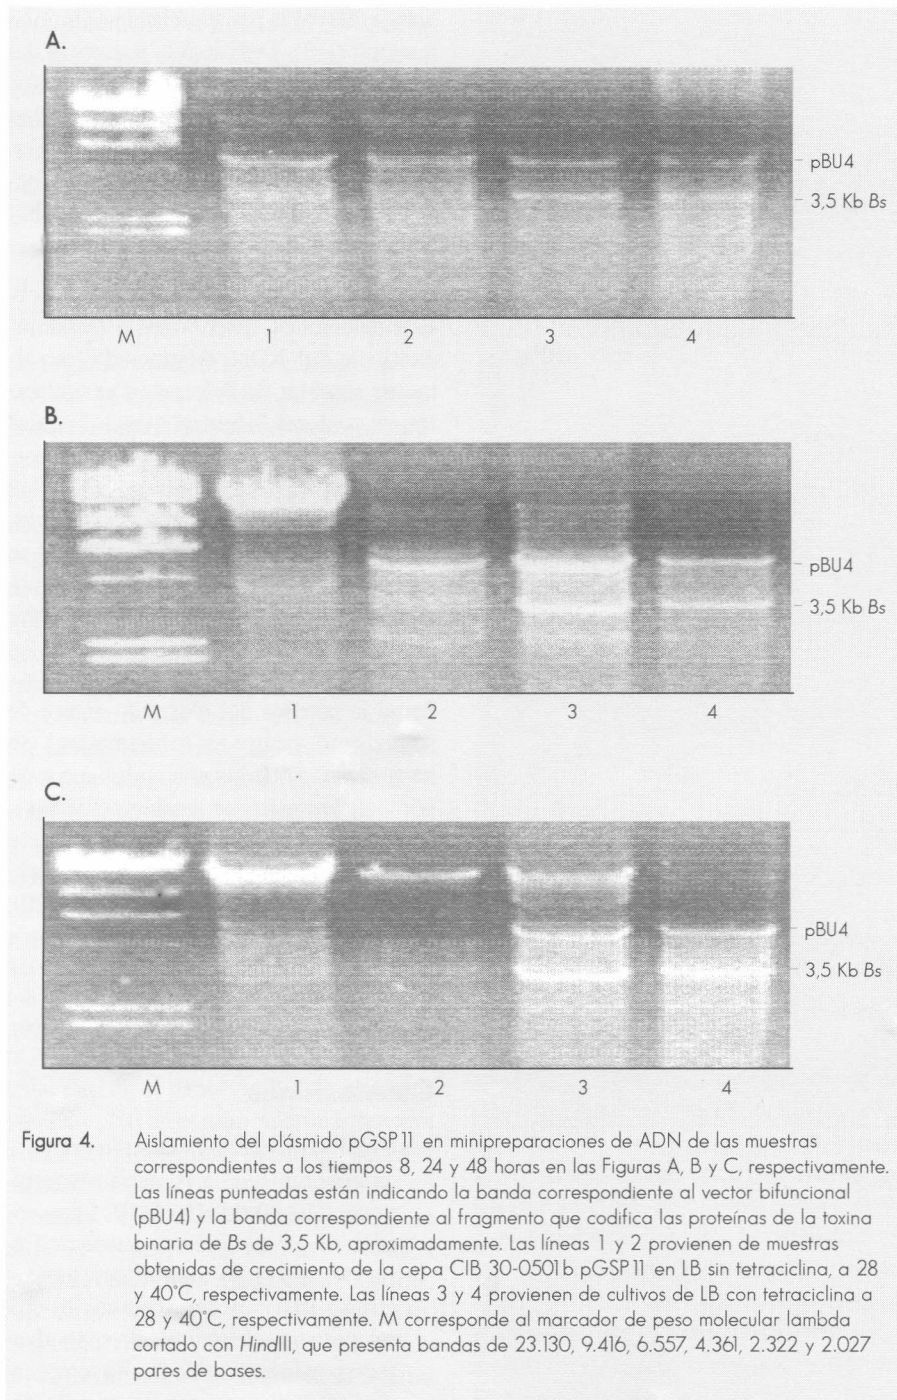 A.
pBU4
3,5 Kb Bs
M 1 2 3 4
B.
pBU4
3,5 Kb Bs
M 1 2 3 4
C.
pBU4
3,5 Kb Bs
M 1 2 3 4
Figura 4. Aislamiento del plásmido pGSP11 en minipreparaciones de ADN de las muestras
correspondientes a los tiempos 8, 24 y 48 horas en las Figuras A, B y C, respectivamente.
Las líneas punteadas están indicando la banda correspondiente al vector bifuncional
(pBU4) y la banda correspondiente al fragmento que codifica las proteínas de la toxina
binaria de Bs de 3,5 Kb, aproximadamente. Las líneas 1 y 2 provienen de muestras
obtenidas de crecimiento de la cepa CIB 30-0501b pGSP11 en LB sin tetraciclina, a 28
y 40°C, respectivamente. Las líneas 3 y 4 provienen de cultivos de LB con tetraciclina a
28 y 40°C, respectivamente. M corresponde al marcador de peso molecular lambda
cortado con HindIII, que presenta bandas de 23.130, 9.416, 6.557, 4.361, 2.322 y 2.027
pares de bases.